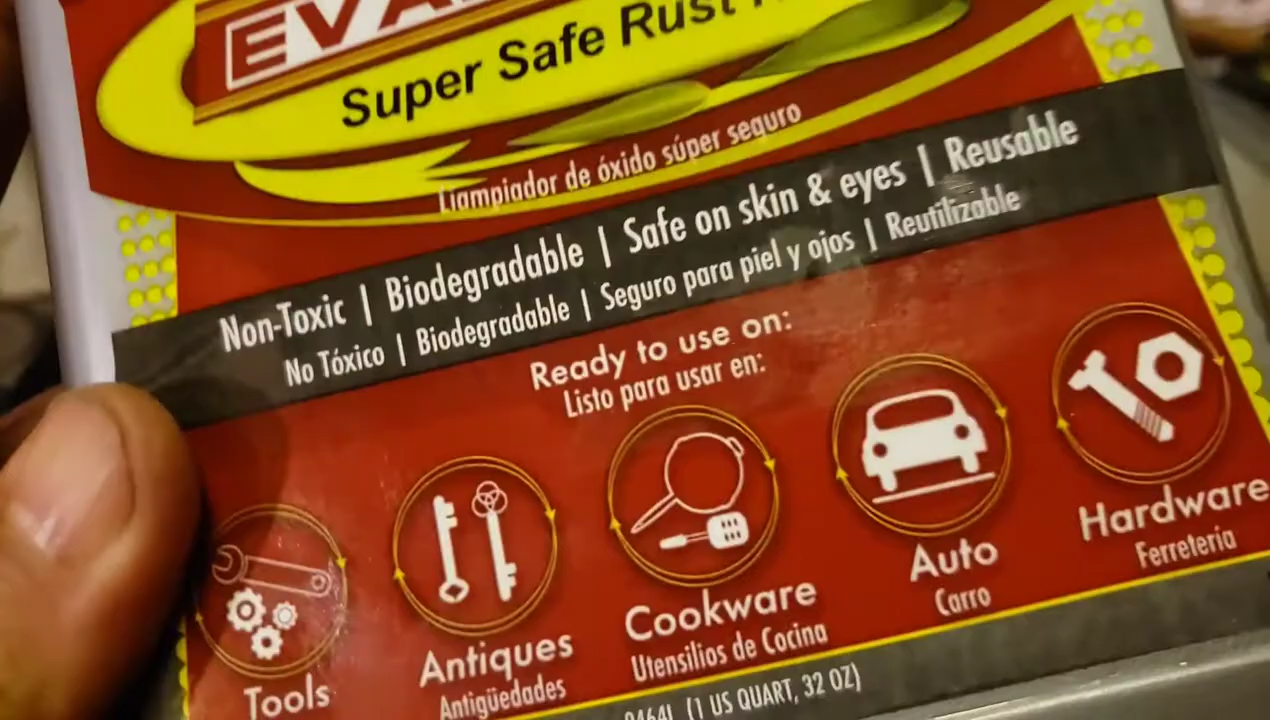 Super Safe Rust
Liampiador de óxido súper seguro
Non-Toxic | Biodegradable | Safe on skin & eyes | Reusable
No Tóxico | Biodegradable | Seguro para piel y ojos | Reutilizable
Ready to use on:
Listo para usar en:
Tools
Antiques
Antigüedades
Cookware
Utensilios de Cocina
Auto
Carro
Hardware
Ferreteria
(1 US QUART, 32 OZ)